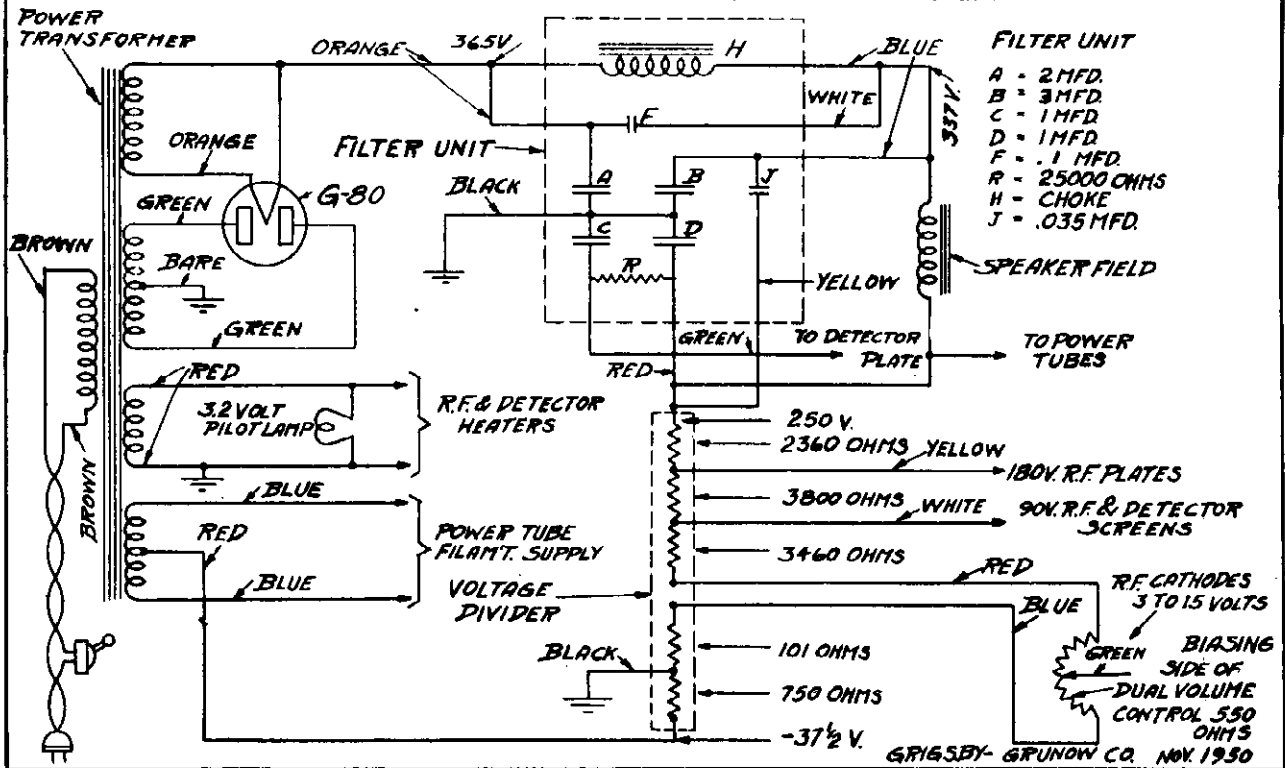 POWER
TRANSFORMER
ORANGE
365V
H
BLUE
FILTER UNIT
A = 2 MFD.
B = 3 MFD.
C = 1 MFD
D = 1 MFD
F = .1 MFD.
R = 25000 OHMS
H = CHOKE
J = .035 MFD.
337 V.
WHITE
F
ORANGE
FILTER UNIT
G-80
BLACK
A
B
J
C
D
R
GREEN
BROWN
BARE
GREEN
YELLOW
SPEAKER FIELD
GREEN
TO DETECTOR
PLATE
TO POWER
TUBES
RED
RED
3.2 VOLT
PILOT LAMP
R.F. & DETECTOR
HEATERS
250 V.
2360 OHMS
YELLOW
180V. R.F. PLATES
3800 OHMS
WHITE
90V. R.F. & DETECTOR
SCREENS
3460 OHMS
BROWN
BLUE
RED
BLUE
POWER TUBE
FILAM'T. SUPPLY
VOLTAGE
DIVIDER
RED
BLUE
R.F. CATHODES
3 TO 15 VOLTS
BLACK
101 OHMS
750 OHMS
-37½ V.
GREEN
BIASING
SIDE OF
DUAL VOLUME
CONTROL 550
OHMS
GRIGSBY-GRUNOW CO. NOV. 1930